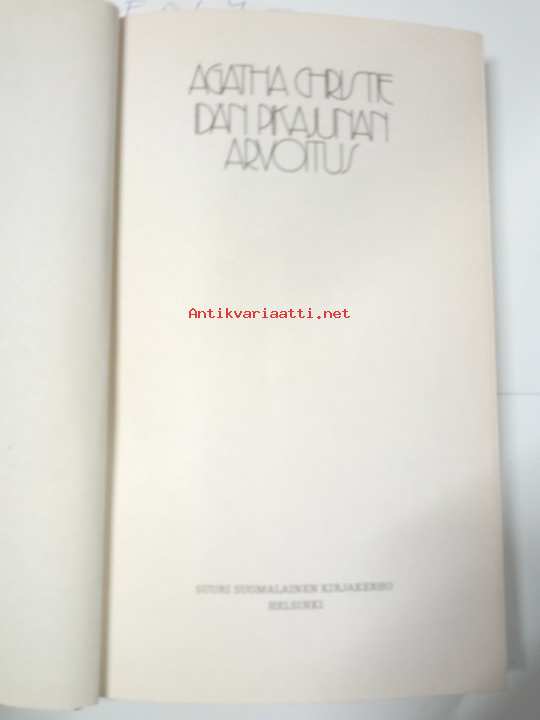 AGATHA CHRISTIE
IDÄN PIKAJUNAN
ARVOITUS
Antikvariaatti.net
SUURI SUOMALAINEN KIRJAKERHO
HELSINKI